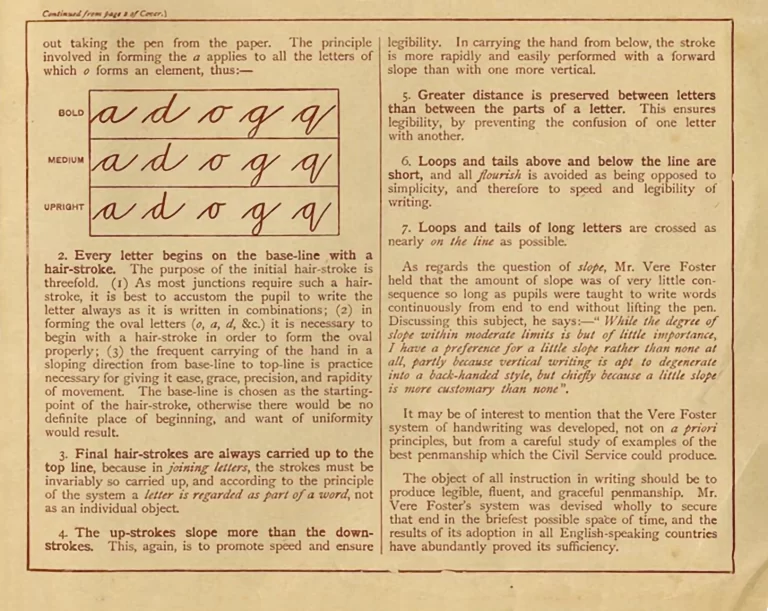 Continued from page 2 of Cover.]
out taking the pen from the paper. The principle
involved in forming the a applies to all the letters of
which o forms an element, thus:—
BOLD a d o g q
MEDIUM a d o g q
UPRIGHT a d o g q
2. Every letter begins on the base-line with a
hair-stroke. The purpose of the initial hair-stroke is
threefold. (1) As most junctions require such a hair-
stroke, it is best to accustom the pupil to write the
letter always as it is written in combinations; (2) in
forming the oval letters (o, a, d, &c.) it is necessary to
begin with a hair-stroke in order to form the oval
properly; (3) the frequent carrying of the hand in a
sloping direction from base-line to top-line is practice
necessary for giving it ease, grace, precision, and rapidity
of movement. The base-line is chosen as the starting-
point of the hair-stroke, otherwise there would be no
definite place of beginning, and want of uniformity
would result.
3. Final hair-strokes are always carried up to the
top line, because in joining letters, the strokes must be
invariably so carried up, and according to the principle
of the system a letter is regarded as part of a word, not
as an individual object.
4. The up-strokes slope more than the down-
strokes. This, again, is to promote speed and ensure
legibility. In carrying the hand from below, the stroke
is more rapidly and easily performed with a forward
slope than with one more vertical.
5. Greater distance is preserved between letters
than between the parts of a letter. This ensures
legibility, by preventing the confusion of one letter
with another.
6. Loops and tails above and below the line are
short, and all flourish is avoided as being opposed to
simplicity, and therefore to speed and legibility of
writing.
7. Loops and tails of long letters are crossed as
nearly on the line as possible.
As regards the question of slope, Mr. Vere Foster
held that the amount of slope was of very little con-
sequence so long as pupils were taught to write words
continuously from end to end without lifting the pen.
Discussing this subject, he says:—“ While the degree of
slope within moderate limits is but of little importance,
I have a preference for a little slope rather than none at
all, partly because vertical writing is apt to degenerate
into a back-handed style, but chiefly because a little slope
is more customary than none”.
It may be of interest to mention that the Vere Foster
system of handwriting was developed, not on a priori
principles, but from a careful study of examples of the
best penmanship which the Civil Service could produce.
The object of all instruction in writing should be to
produce legible, fluent, and graceful penmanship. Mr.
Vere Foster's system was devised wholly to secure
that end in the briefest possible space of time, and the
results of its adoption in all English-speaking countries
have abundantly proved its sufficiency.